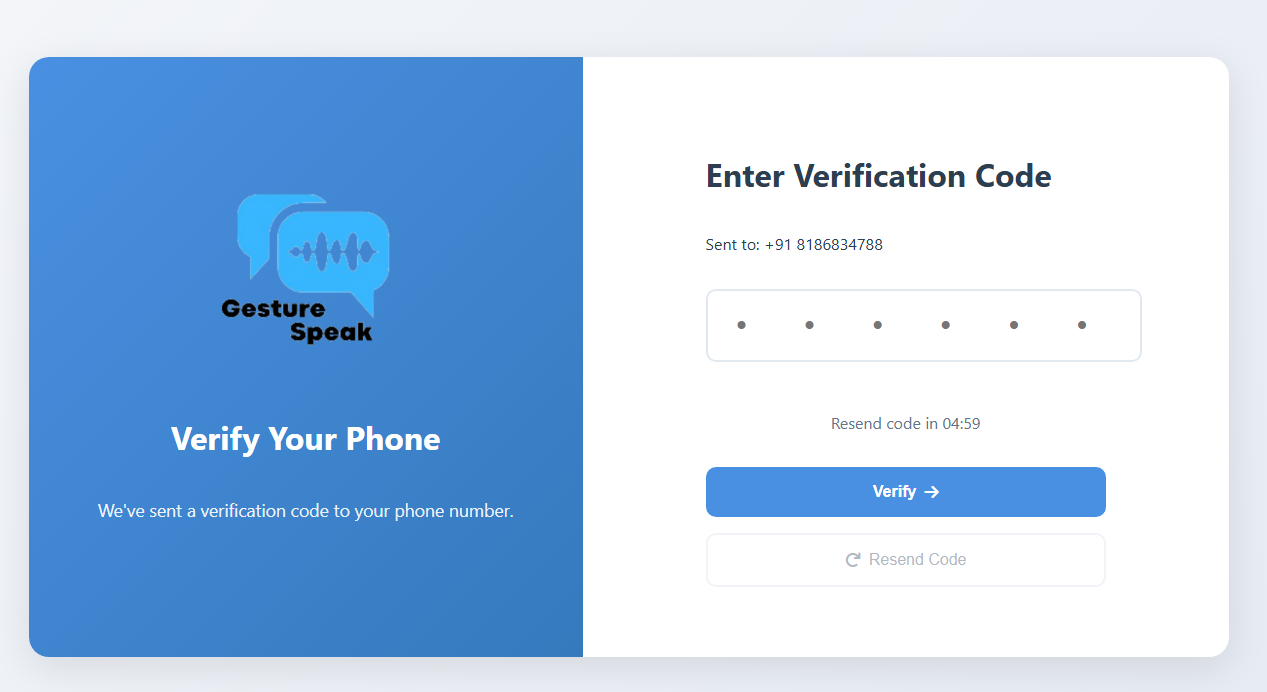 Gesture
Speak
Verify Your Phone
We've sent a verification code to your phone number.
Enter Verification Code
Sent to: +91 8186834788
Resend code in 04:59
Verify →
Resend Code